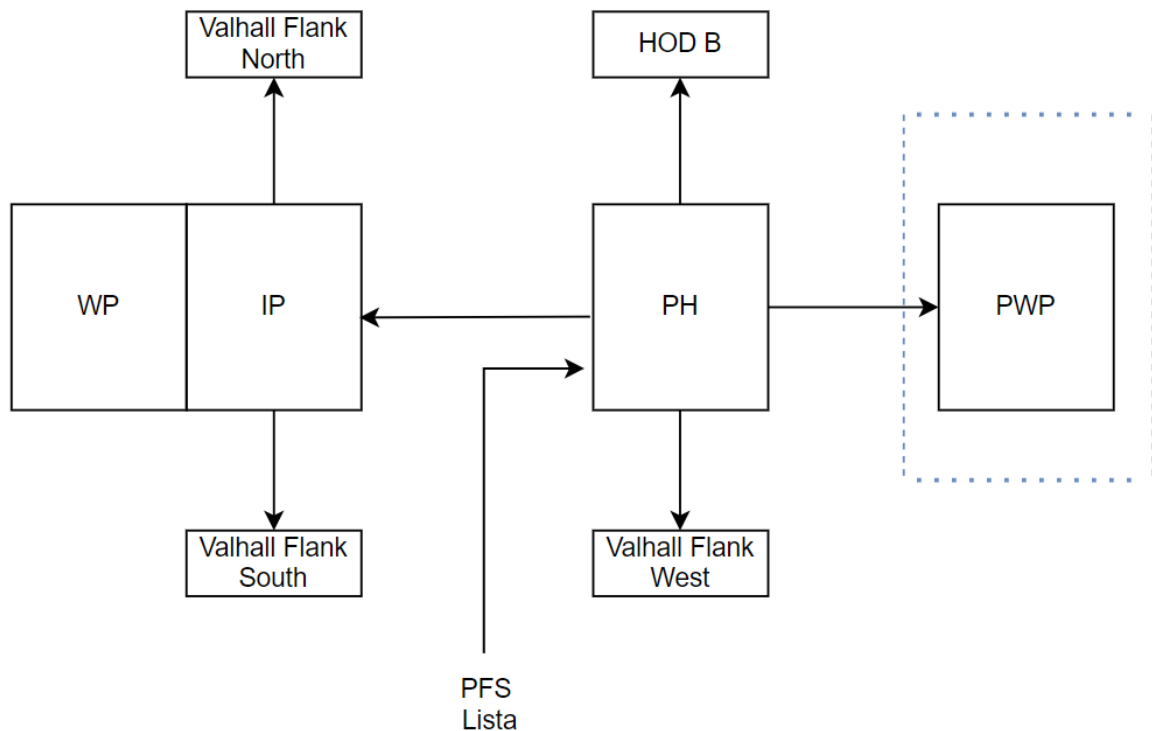 Valhall Flank
North
HOD B
WP
IP
PH
PWP
Valhall Flank
South
Valhall Flank
West
PFS
Lista